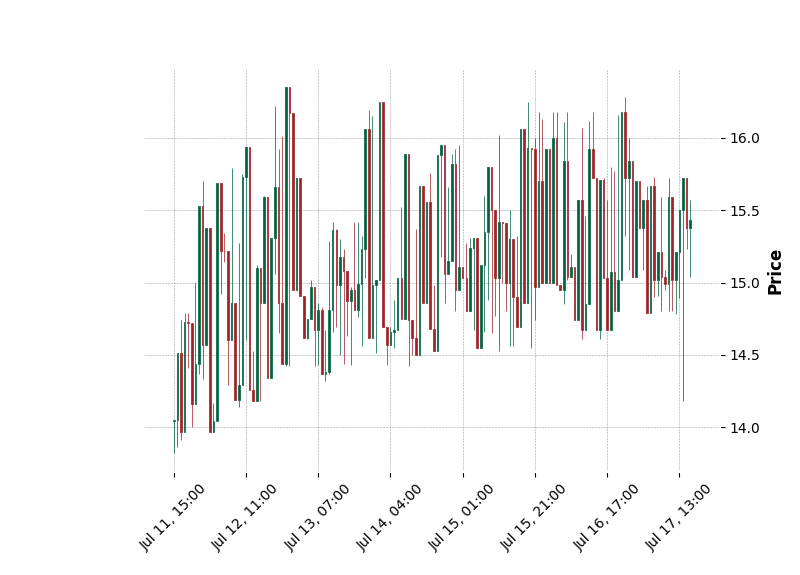 16.0
15.5
15.0
14.5
14.0
Price
Jul 11, 15:00
Jul 12, 11:00
Jul 13, 07:00
Jul 14, 04:00
Jul 15, 01:00
Jul 15, 21:00
Jul 16, 17:00
Jul 17, 13:00